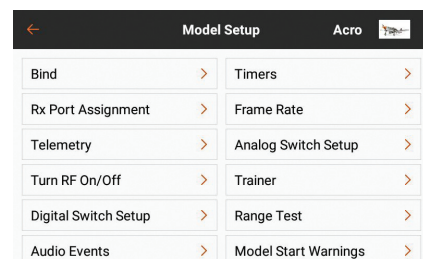 Model Setup Acro
Bind
Timers
Rx Port Assignment
Frame Rate
Telemetry
Analog Switch Setup
Turn RF On/Off
Trainer
Digital Switch Setup
Range Test
Audio Events
Model Start Warnings